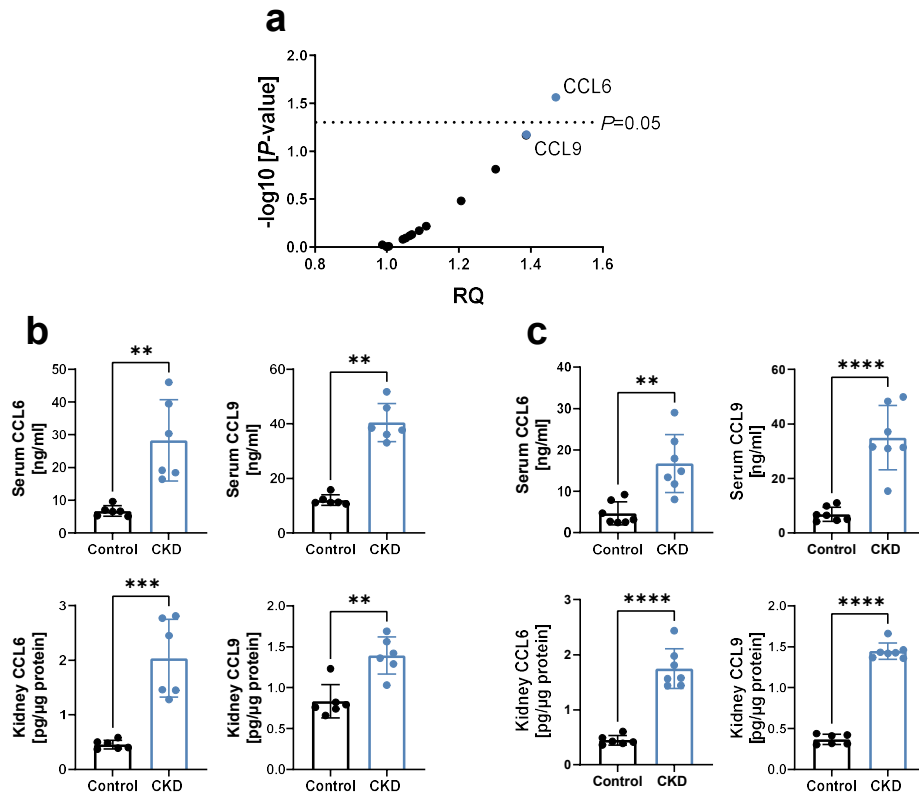 a
2.0
1.5
1.0
0.5
0.0
-log10 [P-value]
CCL6
P=0.05
CCL9
0.8 1.0 1.2 1.4 1.6
RQ
b
**
50
40
30
20
10
0
Serum CCL6
[ng/ml]
Control CKD
**
60
40
20
0
Serum CCL9
[ng/ml]
Control CKD
***
3
2
1
0
Kidney CCL6
[pg/µg protein]
Control CKD
**
2.0
1.5
1.0
0.5
0.0
Kidney CCL9
[pg/µg protein]
Control CKD
c
**
40
30
20
10
0
Serum CCL6
[ng/ml]
Control CKD
****
60
40
20
0
Serum CCL9
[ng/ml]
Control CKD
****
3
2
1
0
Kidney CCL6
[pg/µg protein]
Control CKD
****
2.0
1.5
1.0
0.5
0.0
Kidney CCL9
[pg/µg protein]
Control CKD